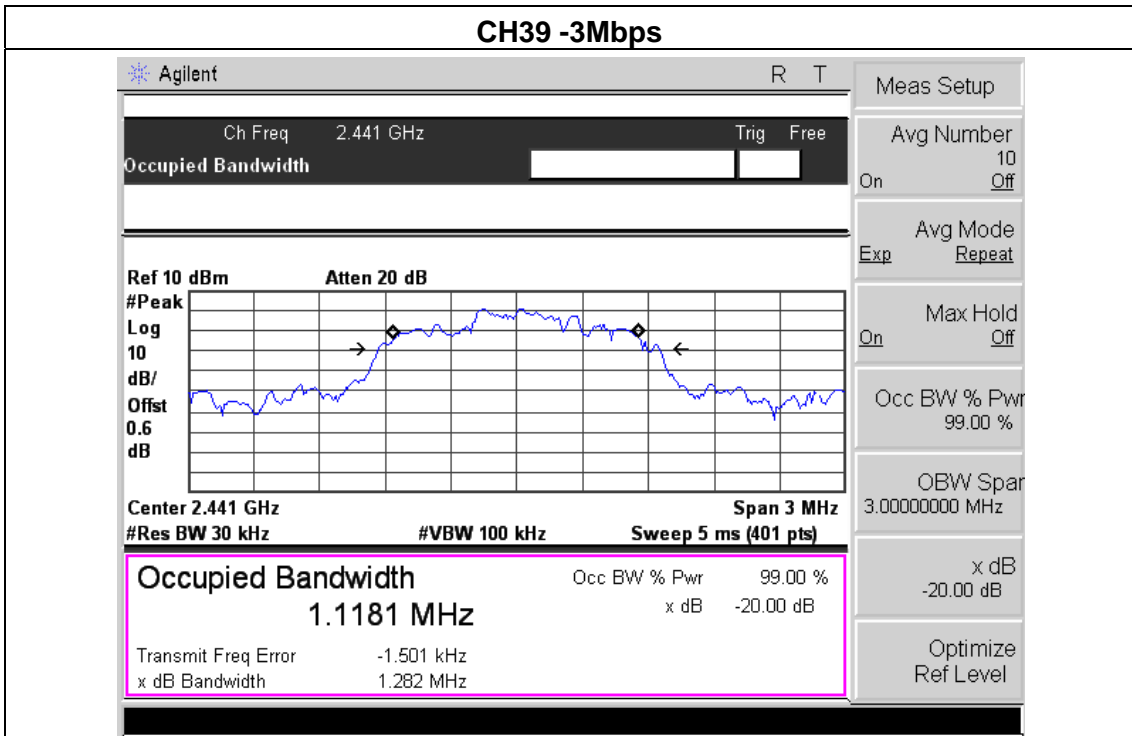 CH39 -3Mbps
Agilent R T
Ch Freq 2.441 GHz Trig Free
Occupied Bandwidth
Ref 10 dBm Atten 20 dB
#Peak
Log
10
dB/
Offst
0.6
dB
Center 2.441 GHz Span 3 MHz
#Res BW 30 kHz #VBW 100 kHz Sweep 5 ms (401 pts)
Occupied Bandwidth
1.1181 MHz
Occ BW % Pwr 99.00 %
x dB -20.00 dB
Transmit Freq Error -1.501 kHz
x dB Bandwidth 1.282 MHz
Meas Setup
Avg Number
10
On Off
Avg Mode
Exp Repeat
Max Hold
On Off
Occ BW % Pwr
99.00 %
OBW Span
3.00000000 MHz
x dB
-20.00 dB
Optimize
Ref Level